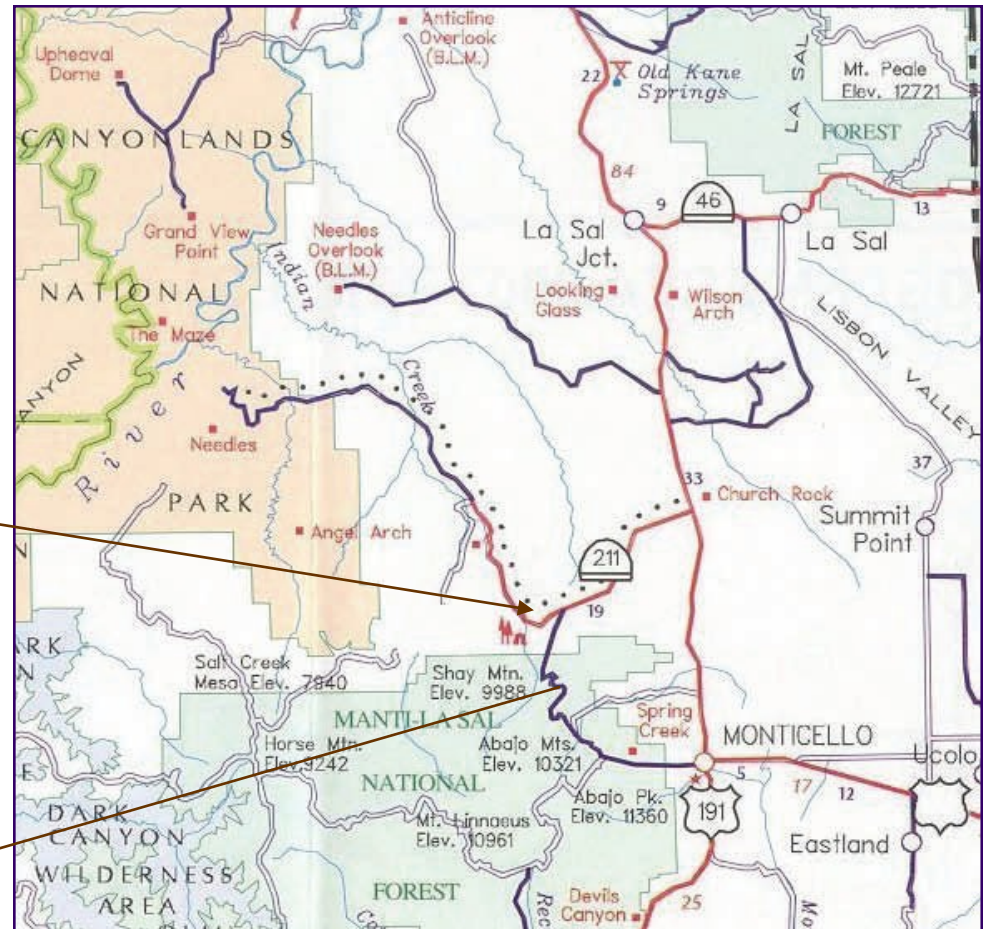 Anticline
Overlook
(B.L.M.)
Upheaval
Dome
22
Old Kane
Springs
LA SAL
Mt. Peale
Elev. 12721
FOREST
CANYONLANDS
84
9
46
13
Grand View
Point
Needles
Overlook
(B.L.M.)
La Sal
Jct.
La Sal
Indian
NATIONAL
Looking
Glass
Wilson
Arch
The Maze
LISBON
VALLEY
Creek
River
Needles
37
33
Church Rock
PARK
Summit
Point
Angel Arch
211
19
Salt Creek
Mesa Elev. 7940
Shay Mtn.
Elev. 9988
MANTI-LA SAL
Spring
Creek
Horse Mtn.
Elev. 9242
Abajo Mts.
Elev. 10321
MONTICELLO
Ucolo
NATIONAL
5
17
12
DARK
CANYON
WILDERNESS
AREA
Mt. Linnaeus
Elev. 10961
Abajo Pk.
Elev. 11360
191
Eastland
FOREST
Devils
Canyon
25